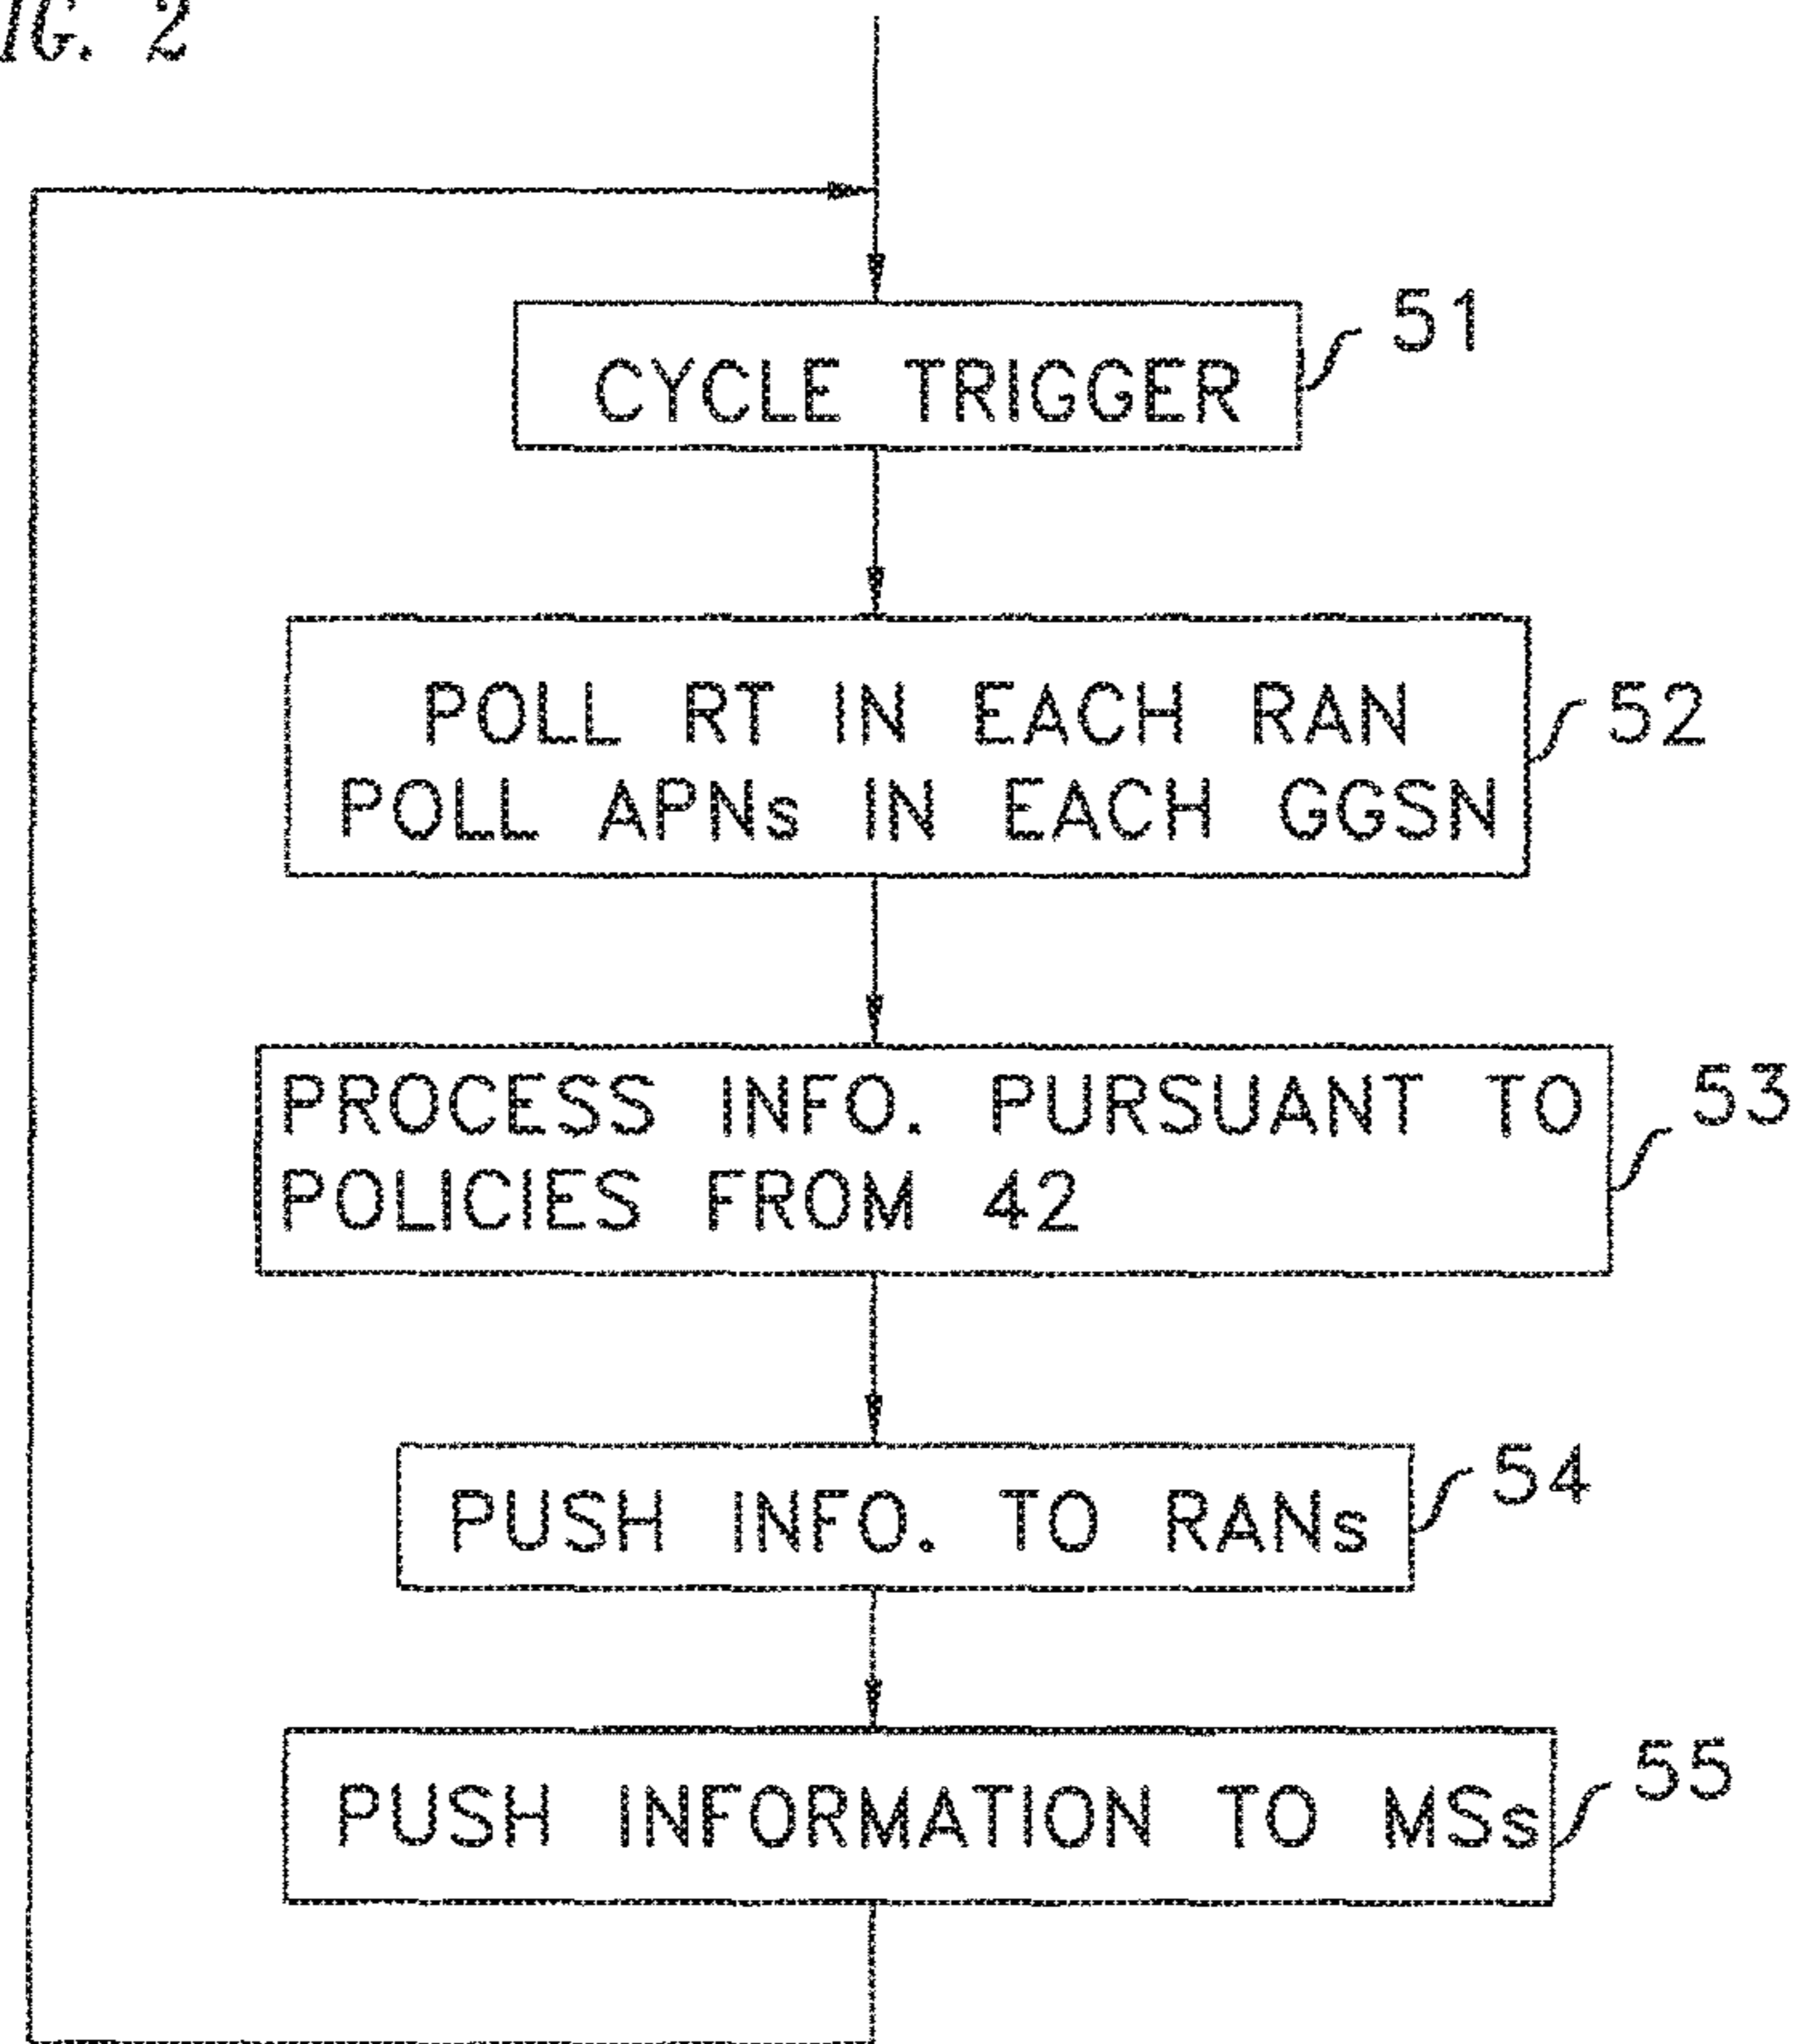 IG. 2
51
CYCLE TRIGGER
52
POLL RT IN EACH RAN
POLL APNs IN EACH GGSN
53
PROCESS INFO. PURSUANT TO
POLICIES FROM 42
54
PUSH INFO. TO RANs
55
PUSH INFORMATION TO MSs